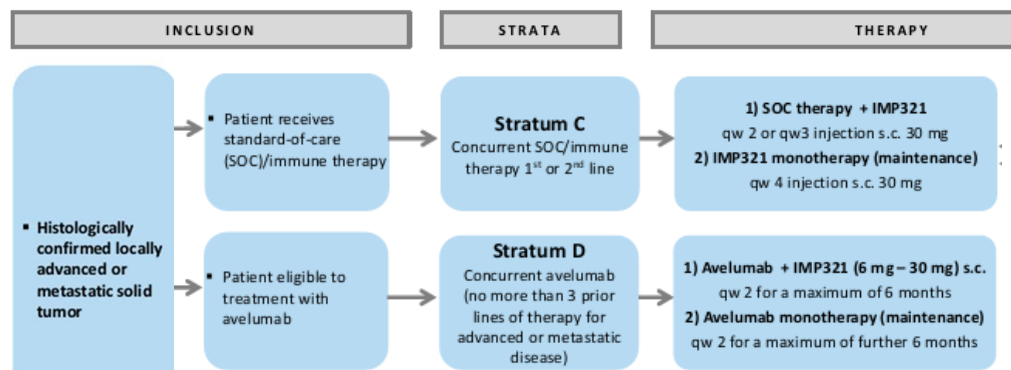 INCLUSION
STRATA
THERAPY
▪ Histologically
confirmed locally
advanced or
metastatic solid
tumor
▪ Patient receives
standard-of-care
(SOC)/immune therapy
Stratum C
Concurrent SOC/immune
therapy 1st or 2nd line
1) SOC therapy + IMP321
qw 2 or qw3 injection s.c. 30 mg
2) IMP321 monotherapy (maintenance)
qw 4 injection s.c. 30 mg
▪ Patient eligible to
treatment with
avelumab
Stratum D
Concurrent avelumab
(no more than 3 prior
lines of therapy for
advanced or metastatic
disease)
1) Avelumab + IMP321 (6 mg – 30 mg) s.c.
qw 2 for a maximum of 6 months
2) Avelumab monotherapy (maintenance)
qw 2 for a maximum of further 6 months